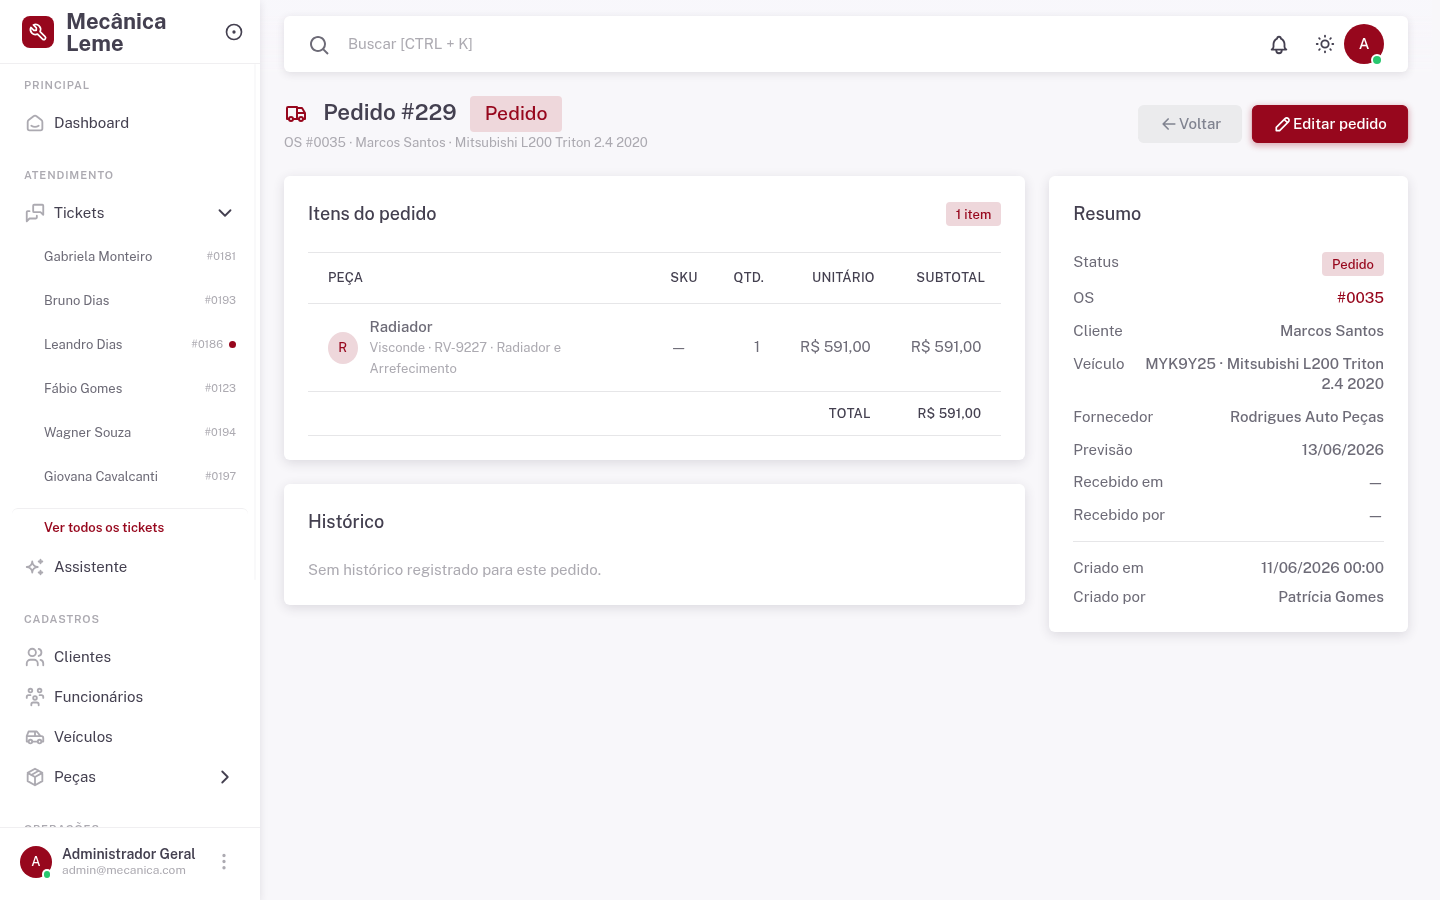 Mecânica
Leme
PRINCIPAL
Dashboard
ATENDIMENTO
Tickets
Gabriela Monteiro #0181
Bruno Dias #0193
Leandro Dias #0186
Fábio Gomes #0123
Wagner Souza #0194
Giovana Cavalcanti #0197
Ver todos os tickets
Assistente
CADASTROS
Clientes
Funcionários
Veículos
Peças
OPERAÇÕES
A
Administrador Geral
admin@mecanica.com
Buscar [CTRL + K]
A
Pedido #229 Pedido
OS #0035 · Marcos Santos · Mitsubishi L200 Triton 2.4 2020
Voltar
Editar pedido
Itens do pedido
1 item
PEÇA SKU QTD. UNITÁRIO SUBTOTAL
R
Radiador
Visconde · RV-9227 · Radiador e
Arrefecimento
— 1 R$ 591,00 R$ 591,00
TOTAL R$ 591,00
Histórico
Sem histórico registrado para este pedido.
Resumo
Status Pedido
OS #0035
Cliente Marcos Santos
Veículo MYK9Y25 · Mitsubishi L200 Triton
2.4 2020
Fornecedor Rodrigues Auto Peças
Previsão 13/06/2026
Recebido em —
Recebido por —
Criado em 11/06/2026 00:00
Criado por Patrícia Gomes